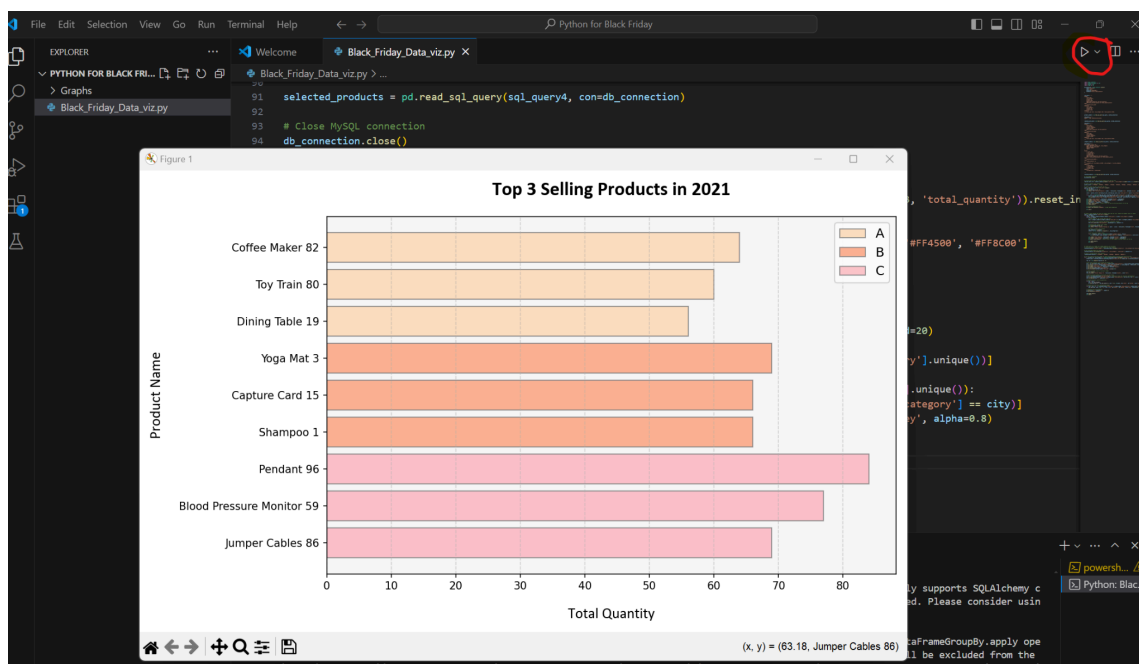 File Edit Selection View Go Run Terminal Help
Python for Black Friday
EXPLORER
Welcome
Black_Friday_Data_viz.py
PYTHON FOR BLACK FRI...
Graphs
Black_Friday_Data_viz.py
Black_Friday_Data_viz.py > ...
90
91 selected_products = pd.read_sql_query(sql_query4, con=db_connection)
92
93 # Close MySQL connection
94 db_connection.close()
Figure 1
Top 3 Selling Products in 2021
A
B
C
Coffee Maker 82
Toy Train 80
Dining Table 19
Yoga Mat 3
Capture Card 15
Shampoo 1
Pendant 96
Blood Pressure Monitor 59
Jumper Cables 86
Product Name
0 10 20 30 40 50 60 70 80
Total Quantity
(x, y) = (63.18, Jumper Cables 86)
, 'total_quantity')).reset_in
#FF4500', '#FF8C00']
=20)
'].unique())]
.unique()):
ategory'] == city)]
', alpha=0.8)
powersh...
Python: Blac...
ly supports SQLAlchemy c
ed. Please consider usin
taFrameGroupBy.apply ope
ll be excluded from the
1